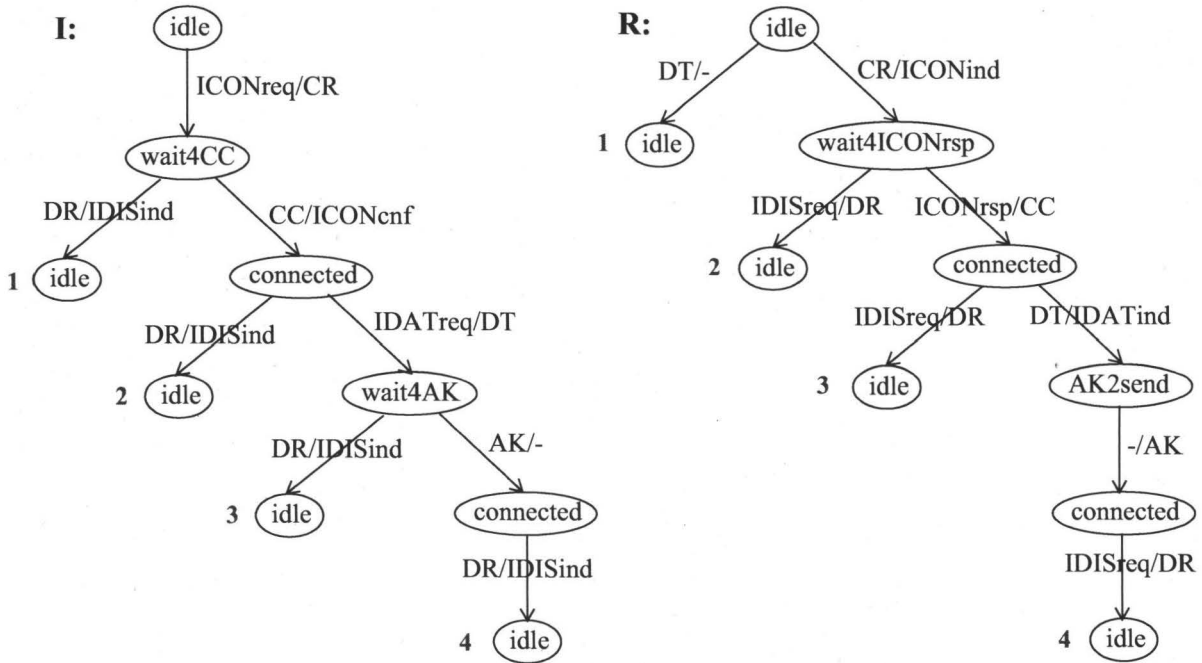 I:
idle
ICONreq/CR
wait4CC
DR/IDISind
CC/ICONcnf
1 idle
connected
DR/IDISind
IDATreq/DT
2 idle
wait4AK
DR/IDISind
AK/-
3 idle
connected
DR/IDISind
4 idle
R:
idle
DT/-
CR/ICONind
1 idle
wait4ICONrsp
IDISreq/DR
ICONrsp/CC
2 idle
connected
IDISreq/DR
DT/IDATind
3 idle
AK2send
-/AK
connected
IDISreq/DR
4 idle